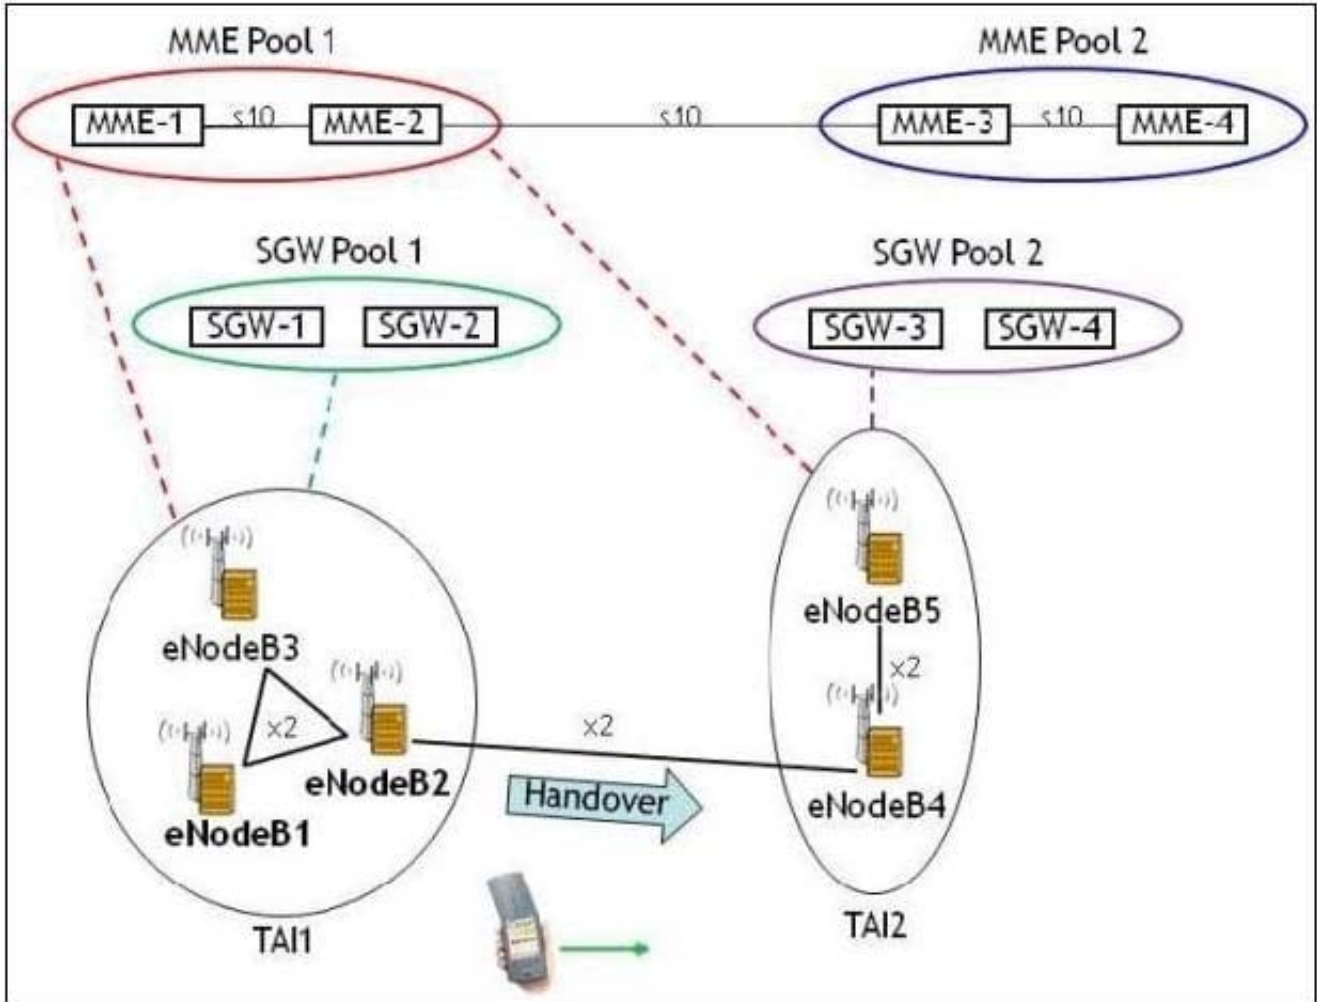 MME Pool 1
MME Pool 2
MME-1 s10 MME-2 s10 MME-3 s10 MME-4
SGW Pool 1
SGW Pool 2
SGW-1 SGW-2 SGW-3 SGW-4
eNodeB5
eNodeB3
x2
x2
x2
eNodeB2
Handover
eNodeB4
eNodeB1
TAI1
TAI2